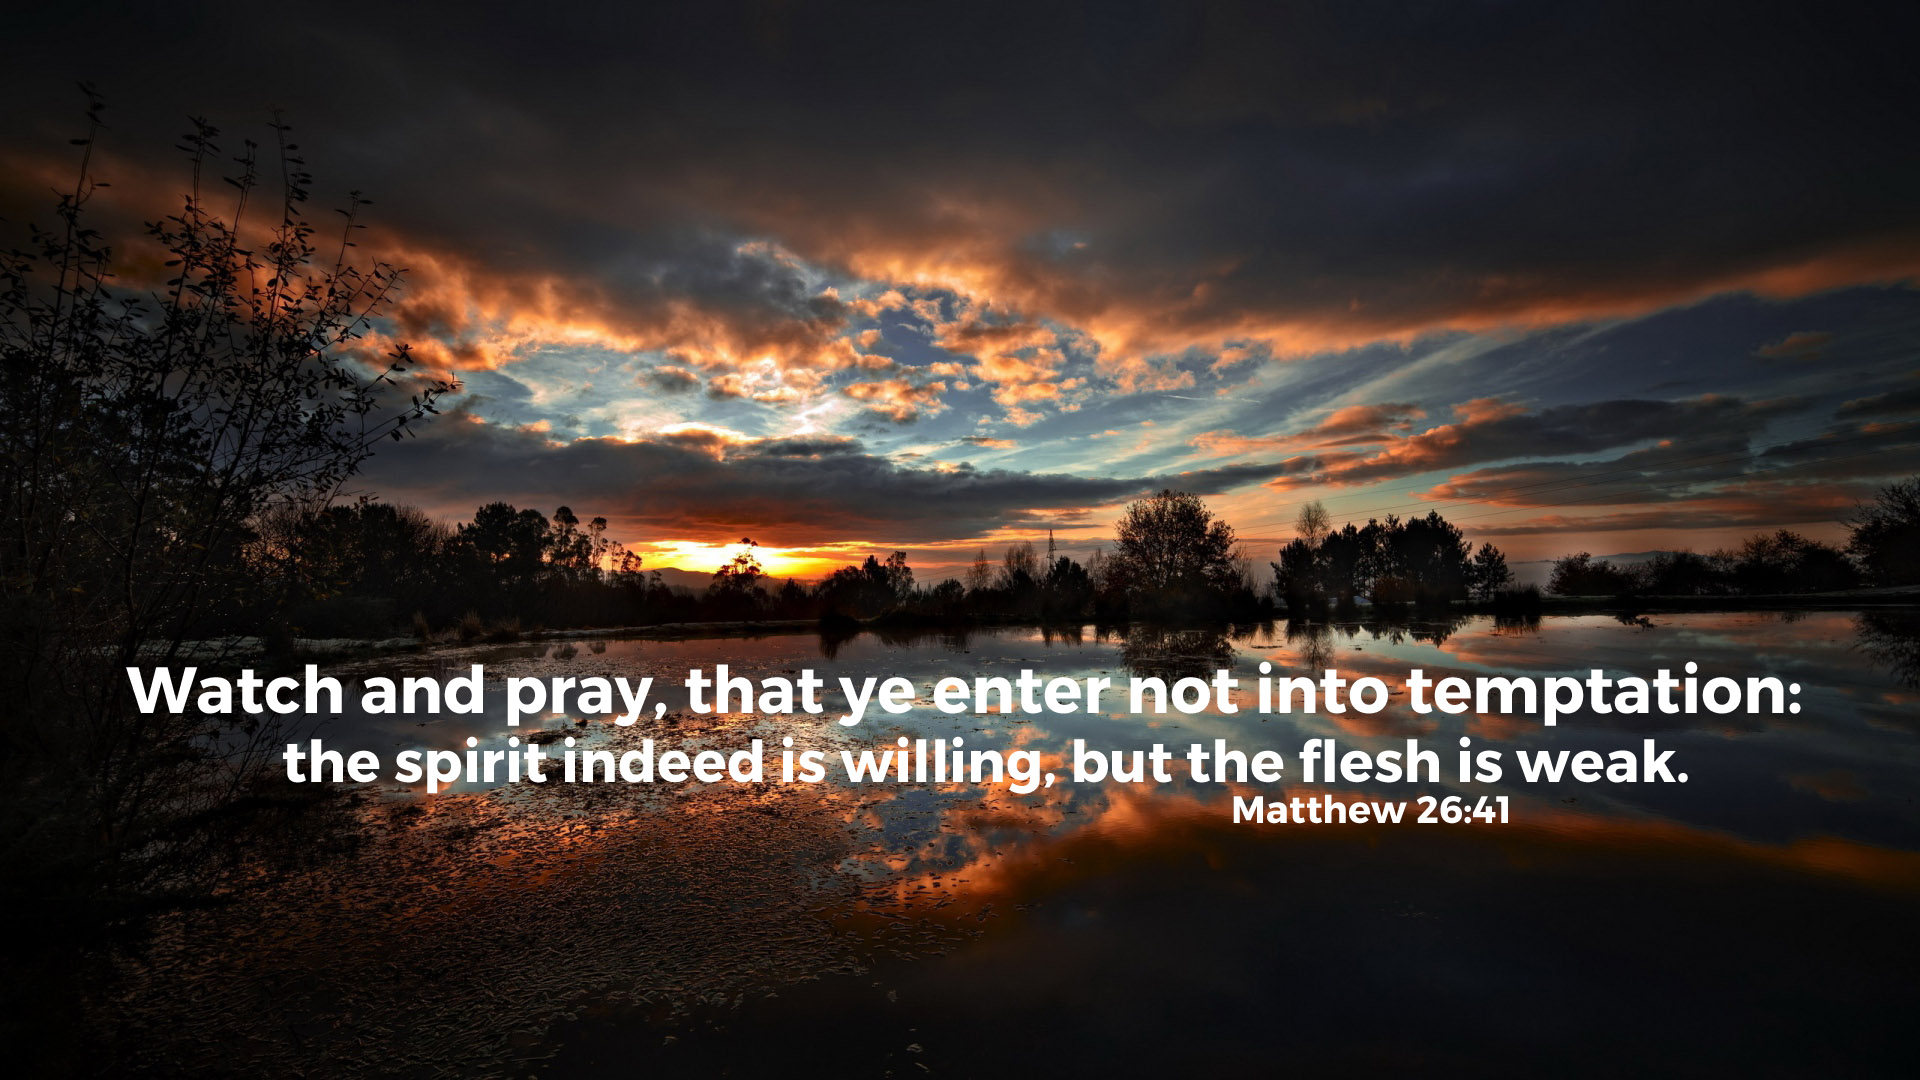 Watch and pray, that ye enter not into temptation:
the spirit indeed is willing, but the flesh is weak.
Matthew 26:41